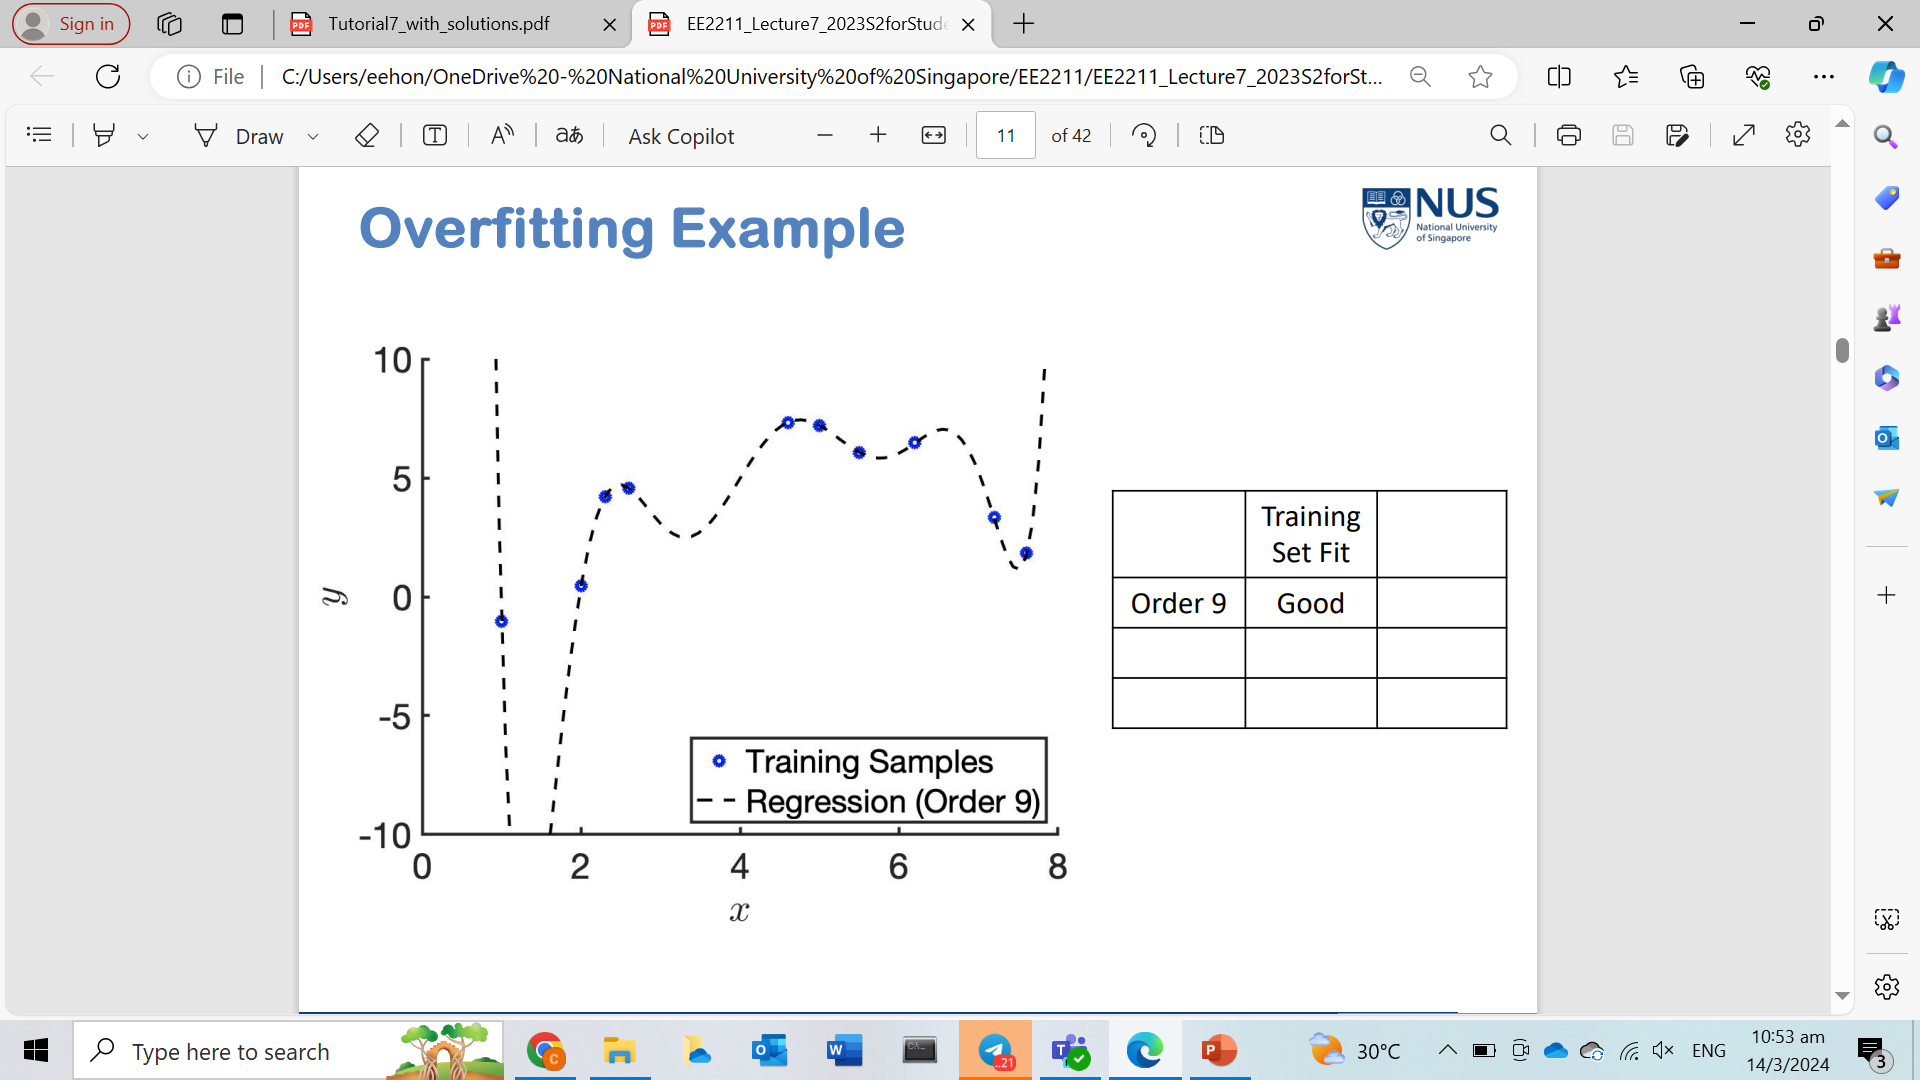 Sign in
Tutorial7_with_solutions.pdf
EE2211_Lecture7_2023S2forStude
File
C:/Users/eehon/OneDrive%20-%20National%20University%20of%20Singapore/EE2211/EE2211_Lecture7_2023S2forSt...
Draw
Ask Copilot
11
of 42
Overfitting Example
NUS
National University
of Singapore
10
5
0
-5
-10
y
0
2
4
6
8
x
Training Samples
Regression (Order 9)
Training
Set Fit
Order 9
Good
Type here to search
..21
30°C
ENG
10:53 am
14/3/2024
3